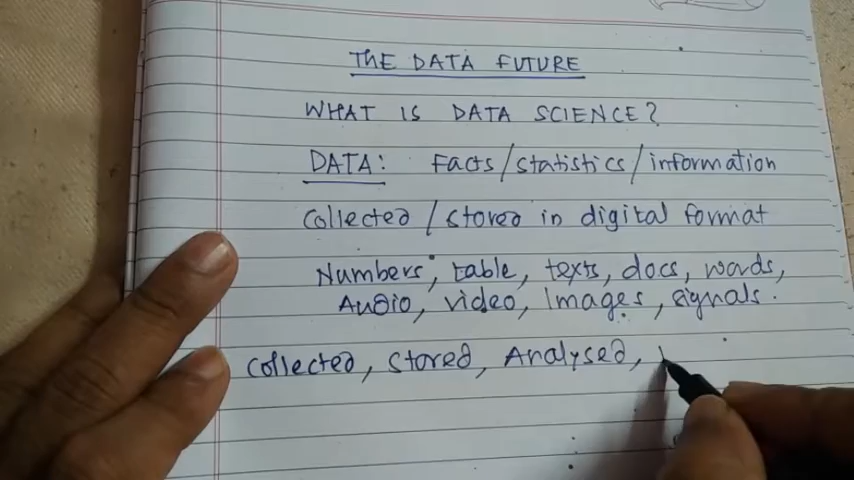 THE DATA FUTURE
WHAT IS DATA SCIENCE?
DATA: Facts/statistics/information
collected/stored in digital format
Numbers, table, texts, docs, words,
Audio, video, Images, signals.
collected, stored, Analysed,